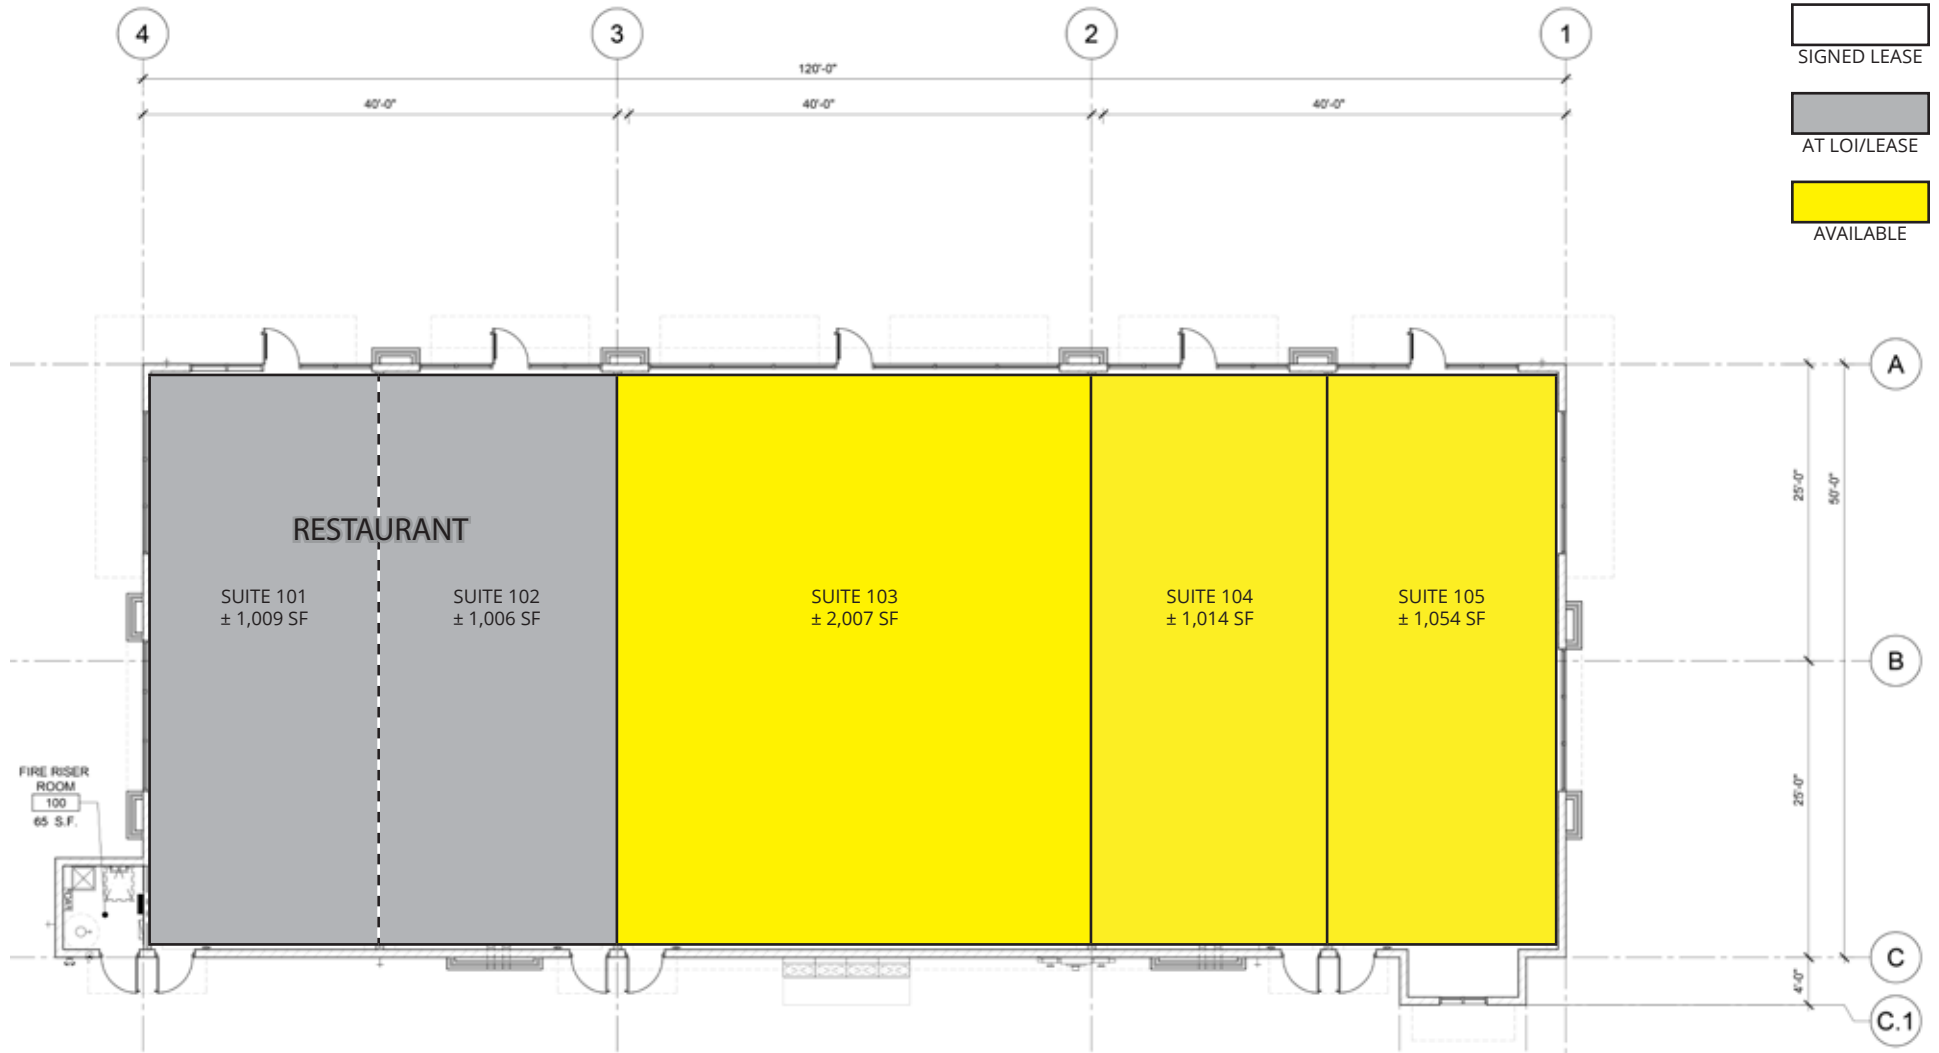 4
3
2
1
SIGNED LEASE
120'-0"
40'-0"
40'-0"
40'-0"
AT LOI/LEASE
AVAILABLE
A
25'-0"
50'-0"
RESTAURANT
SUITE 101
± 1,009 SF
SUITE 102
± 1,006 SF
SUITE 103
± 2,007 SF
SUITE 104
± 1,014 SF
SUITE 105
± 1,054 SF
B
FIRE RISER
ROOM
100
65 S.F.
25'-0"
C
4'-0"
C.1